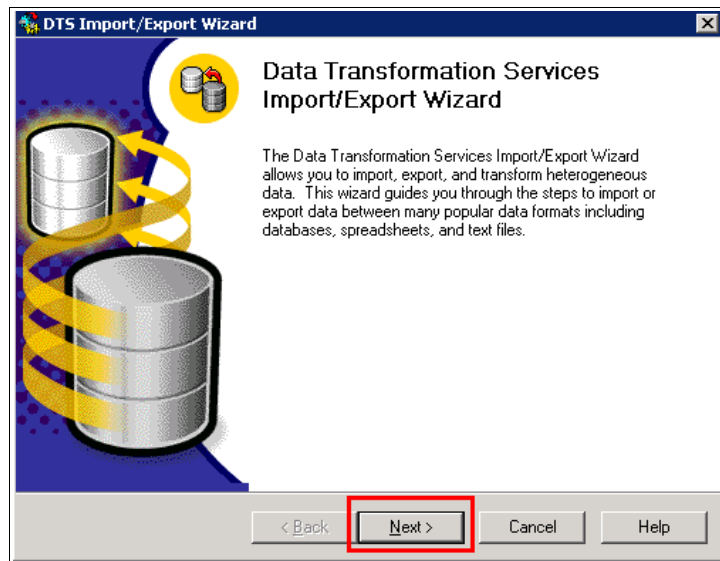 DTS Import/Export Wizard
Data Transformation Services
Import/Export Wizard
The Data Transformation Services Import/Export Wizard
allows you to import, export, and transform heterogeneous
data. This wizard guides you through the steps to import or
export data between many popular data formats including
databases, spreadsheets, and text files.
< Back Next > Cancel Help